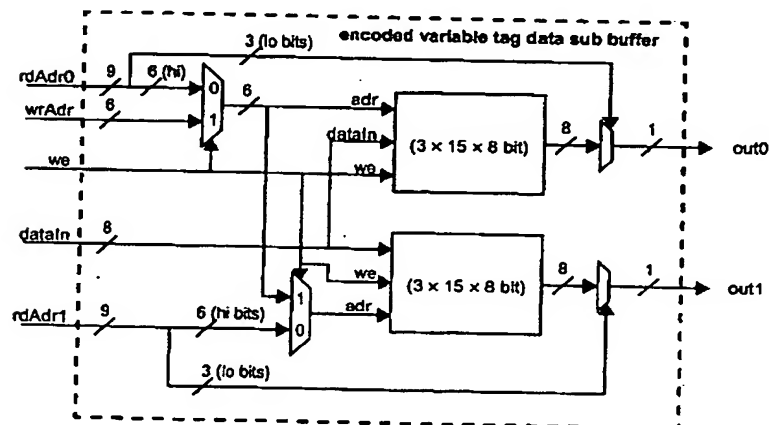 3 (lo bits)
encoded variable tag data sub buffer
rdAdr0
9
6 (hi)
0
6
adr
wrAdr
6
1
dataIn
(3 × 15 × 8 bit)
8
1
out0
we
we
dataIn
8
we
(3 × 15 × 8 bit)
8
1
out1
1
adr
rdAdr1
9
6 (hi bits)
0
3 (lo bits)